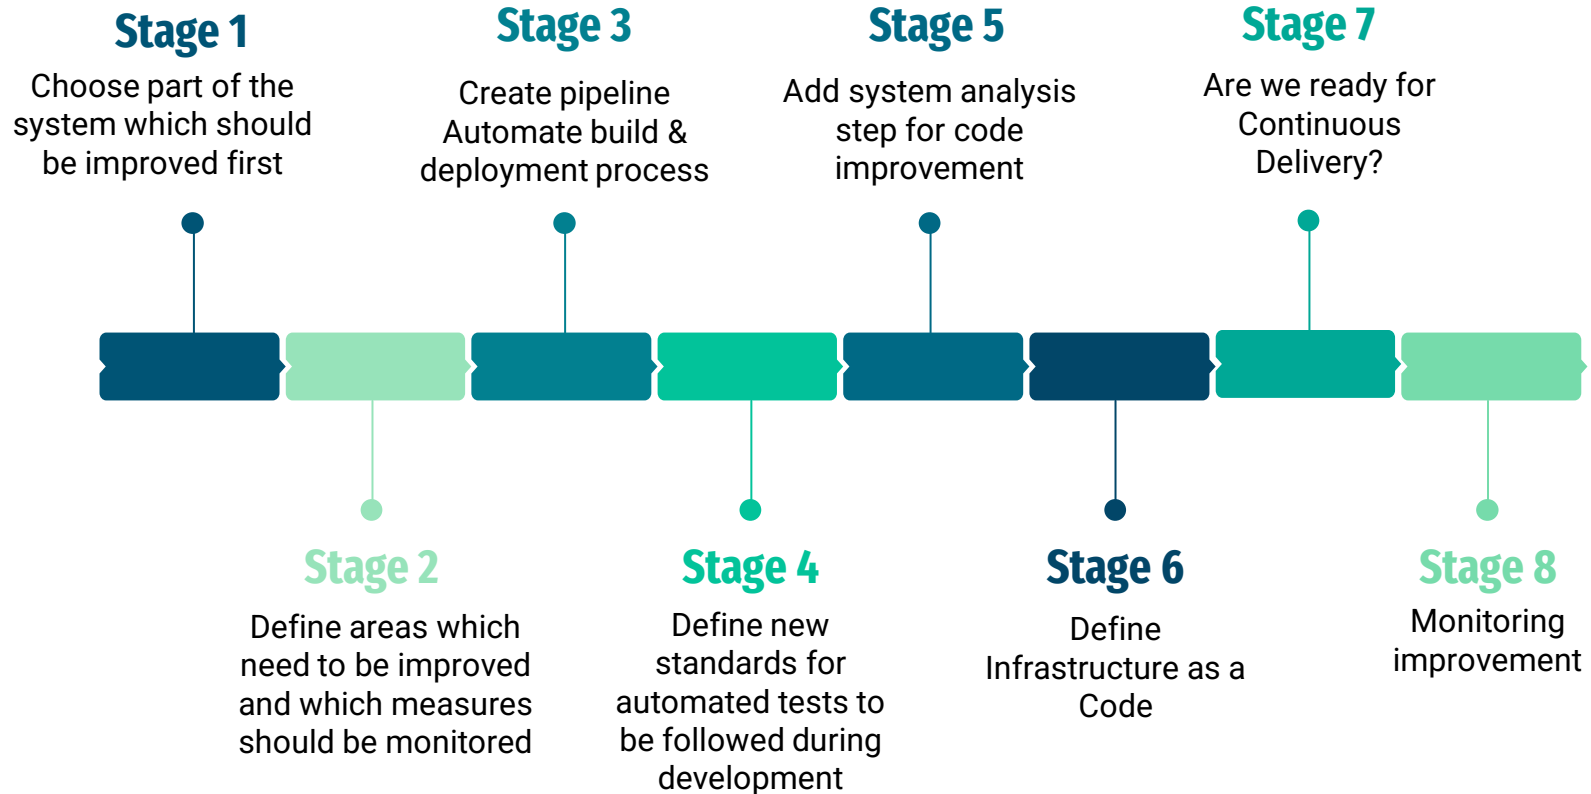 Stage 1
Choose part of the
system which should
be improved first
Stage 2
Define areas which
need to be improved
and which measures
should be monitored
Stage 3
Create pipeline
Automate build &
deployment process
Stage 4
Define new
standards for
automated tests to
be followed during
development
Stage 5
Add system analysis
step for code
improvement
Stage 6
Define
Infrastructure as a
Code
Stage 7
Are we ready for
Continuous
Delivery?
Stage 8
Monitoring
improvement